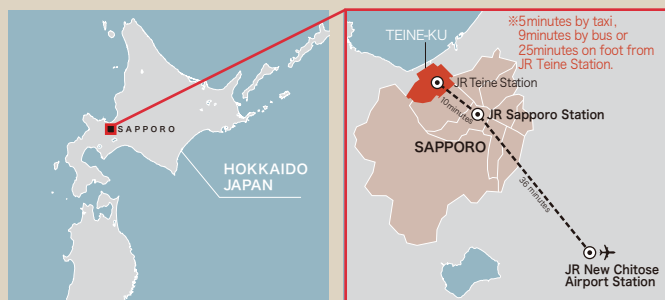 SAPPORO
HOKKAIDO
JAPAN
※5minutes by taxi,
9minutes by bus or
25minutes on foot from
JR Teine Station.
TEINE-KU
JR Teine Station
10minutes
JR Sapporo Station
SAPPORO
36 minutes
JR New Chitose
Airport Station